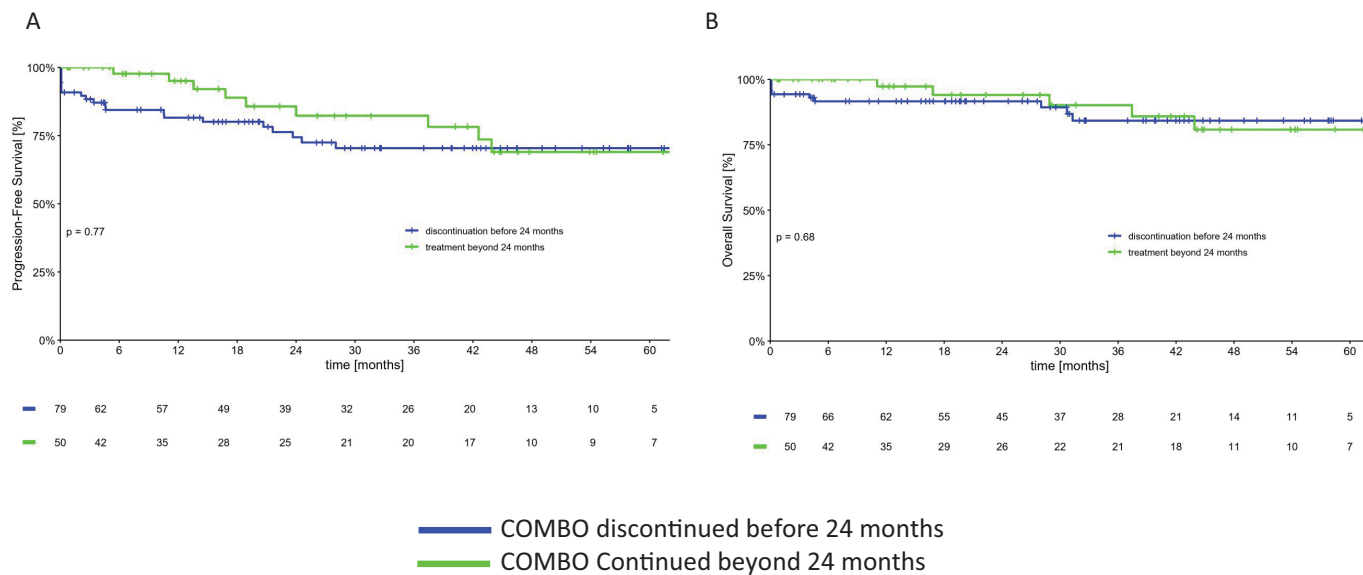 A
B
100%
75%
50%
25%
0%
Progression-Free Survival [%]
p = 0.77
discontinuation before 24 months
treatment beyond 24 months
0 6 12 18 24 30 36 42 48 54 60
time [months]
79 62 57 49 39 32 26 20 13 10 5
50 42 35 28 25 21 20 17 10 9 7
100%
75%
50%
25%
0%
Overall Survival [%]
p = 0.68
discontinuation before 24 months
treatment beyond 24 months
0 6 12 18 24 30 36 42 48 54 60
time [months]
79 66 62 55 45 37 28 21 14 11 5
50 42 35 29 26 22 21 18 11 10 7
COMBO discontinued before 24 months
COMBO Continued beyond 24 months